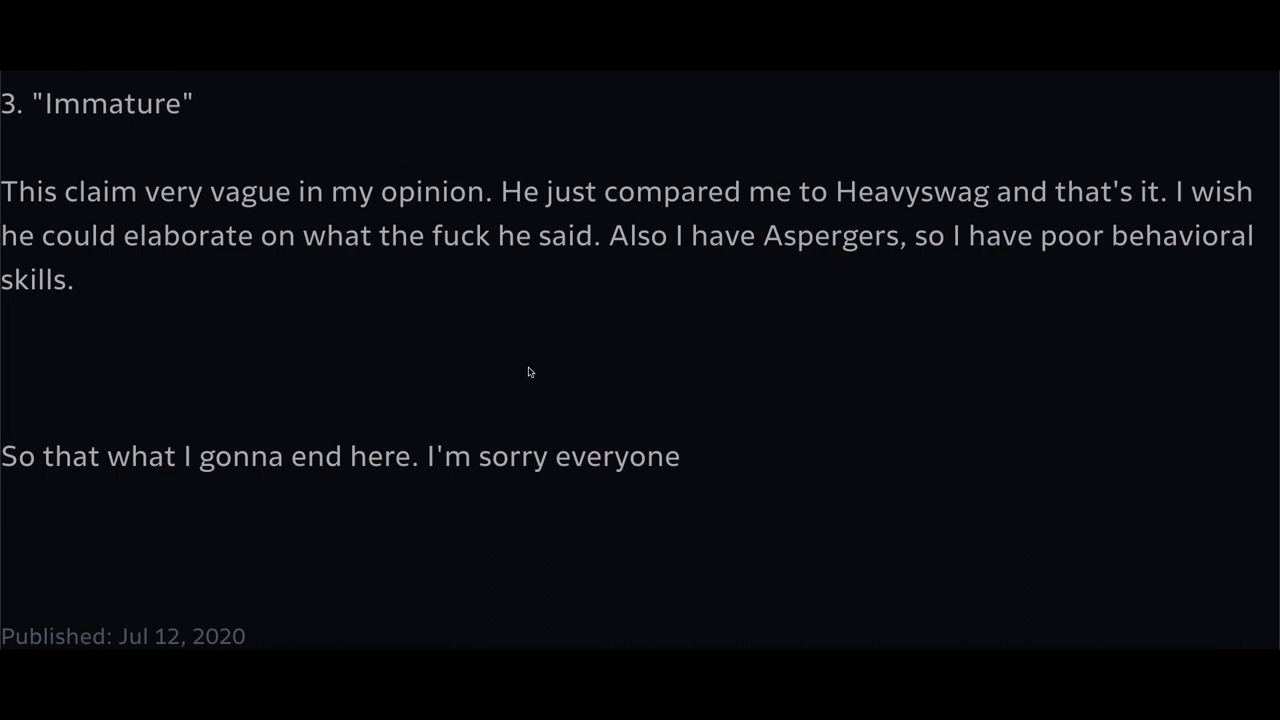 3. "Immature"
This claim very vague in my opinion. He just compared me to Heavyswag and that's it. I wish
he could elaborate on what the fuck he said. Also I have Aspergers, so I have poor behavioral
skills.
So that what I gonna end here. I'm sorry everyone
Published: Jul 12, 2020